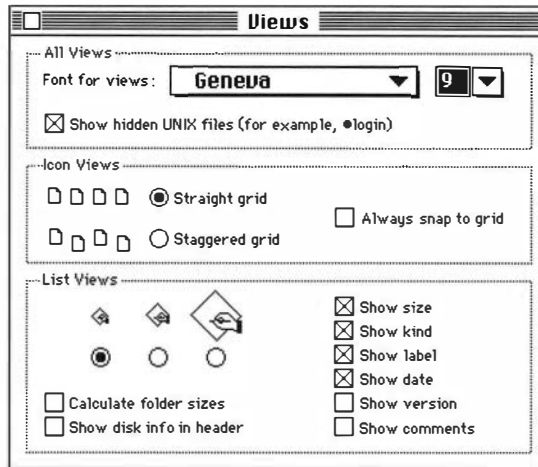 Views
All Views
Font for views: Geneva 9
Show hidden UNIX files (for example, •login)
Icon Views
Straight grid
Always snap to grid
Staggered grid
List Views
Show size
Show kind
Show label
Show date
Calculate folder sizes Show version
Show disk info in header Show comments